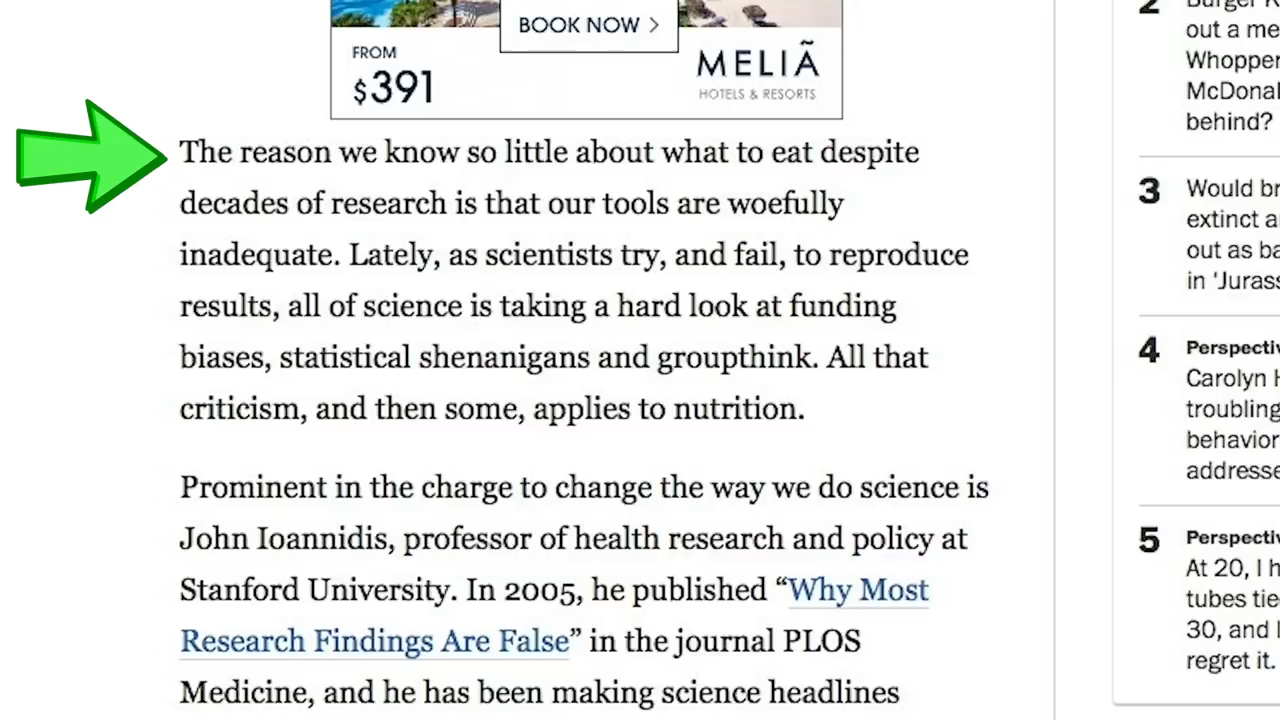 BOOK NOW >
FROM
$391
MELIÃ
HOTELS & RESORTS
The reason we know so little about what to eat despite
decades of research is that our tools are woefully
inadequate. Lately, as scientists try, and fail, to reproduce
results, all of science is taking a hard look at funding
biases, statistical shenanigans and groupthink. All that
criticism, and then some, applies to nutrition.
Prominent in the charge to change the way we do science is
John Ioannidis, professor of health research and policy at
Stanford University. In 2005, he published “Why Most
Research Findings Are False” in the journal PLOS
Medicine, and he has been making science headlines
2
out a me
Whopper
McDonal
behind?
3
Would br
extinct a
out as ba
in 'Jurass
4
Perspectiv
Carolyn H
troubling
behavior
addresse
5
Perspectiv
At 20, I h
tubes tie
30, and I
regret it.